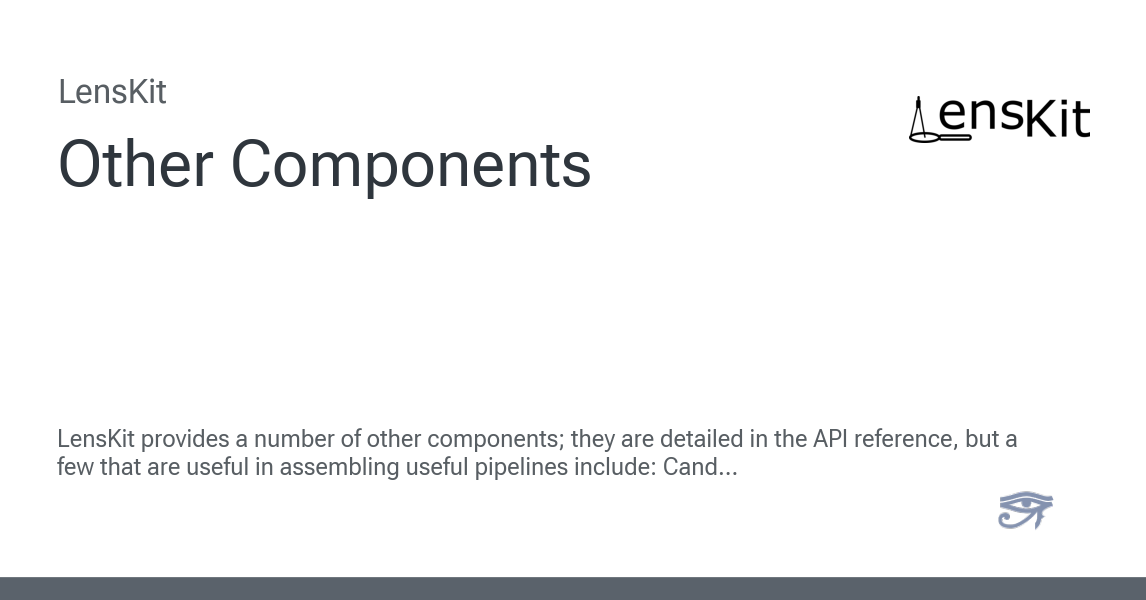 LensKit
LensKit
Other Components
LensKit provides a number of other components; they are detailed in the API reference, but a
few that are useful in assembling useful pipelines include: Cand...